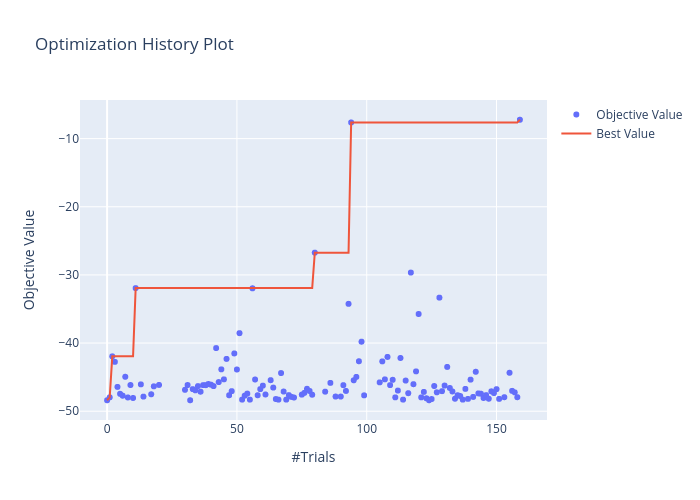 Optimization History Plot
Objective Value
Best Value
−10
−20
−30
−40
−50
Objective Value
0
50
100
150
#Trials